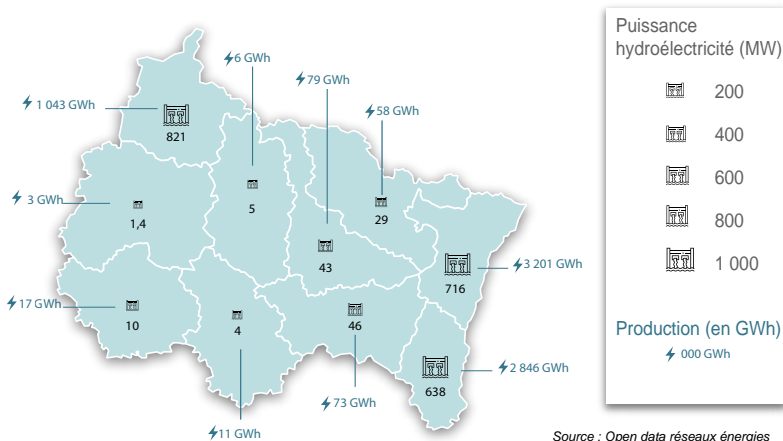 6 GWh
79 GWh
1 043 GWh
58 GWh
821
3 GWh
5
29
1,4
3 201 GWh
43
716
17 GWh
10
4
46
2 846 GWh
638
73 GWh
11 GWh
Puissance
hydroélectricité (MW)
200
400
600
800
1 000
Production (en GWh)
000 GWh
Source : Open data réseaux énergies